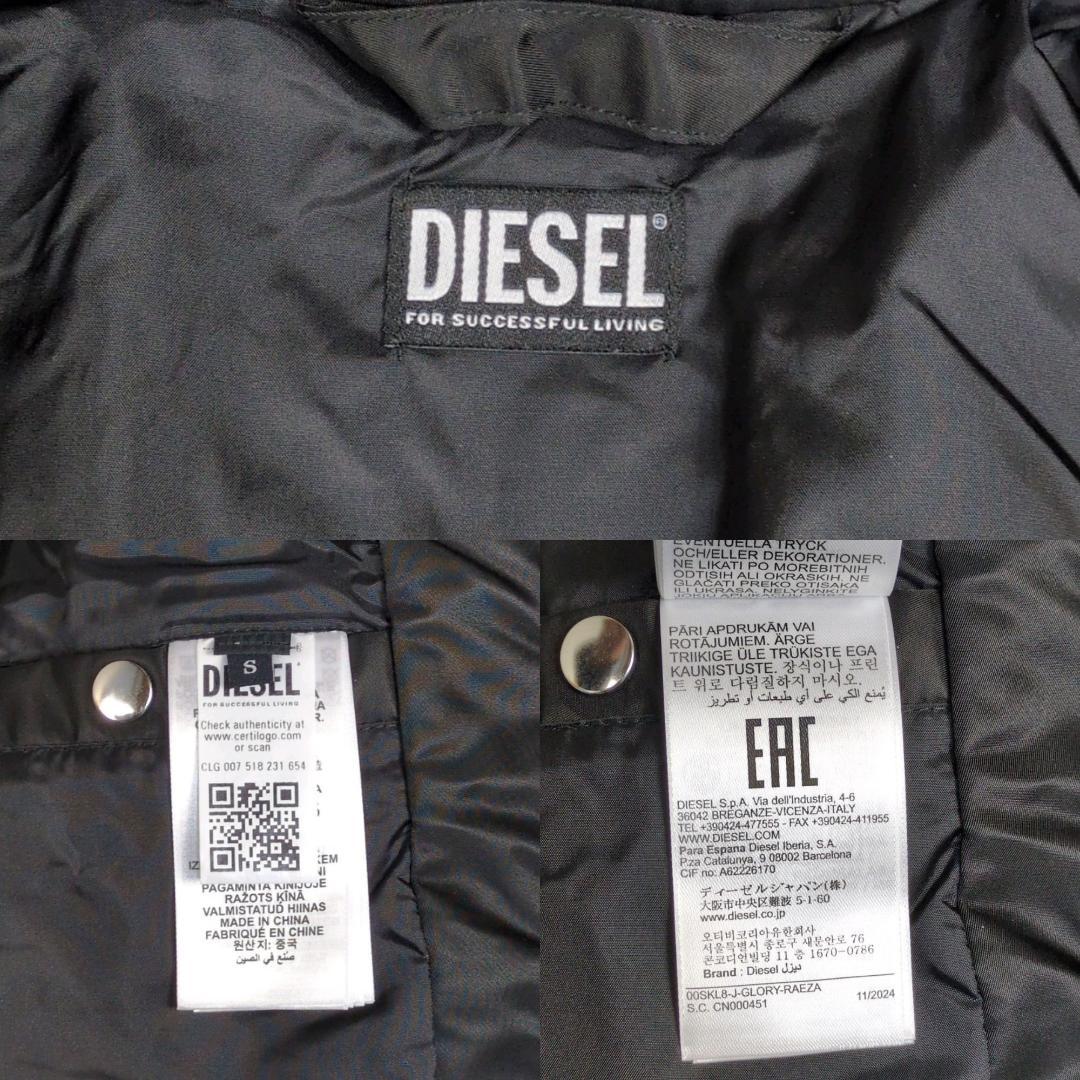 DIESEL®
FOR SUCCESSFUL LIVING
S
DIESEL
FOR SUCCESSFUL LIVING
Check authenticity at
www.certilogo.com
or scan
CLG 007 518 231 654
PAGAMINTA KINIJOJE
RAŽOTS ĶĪNĀ
VALMISTATUD HIINAS
MADE IN CHINA
FABRIQUÉ EN CHINE
원산지: 중국
صنع في الصين
EVENTUELLA TRYCK
OCH/ELLER DEKORATIONER.
NE LIKATI PO MOREBITNIH
ODTISIH ALI OKRASKIH. NE
GLAČATI PREKO OTISAKA
ILI UKRASA. NELYGINKITE
PĀRI APDRUKĀM VAI
ROTĀJUMIEM. ÄRGE
TRIIKIGE ÜLE TRÜKISTE EGA
KAUNISTUSTE. 장식이나 프린
트 위로 다림질하지 마시오.
يُمنع الكي على أي طبعات أو تطريز
EAC
DIESEL S.p.A. Via dell'Industria, 4-6
36042 BREGANZE-VICENZA-ITALY
TEL +390424-477555 - FAX +390424-411955
WWW.DIESEL.COM
Para Espana Diesel Iberia, S.A.
P.za Catalunya, 9 08002 Barcelona
CIF no: A62226170
ディーゼルジャパン(株)
大阪市中央区難波 5-1-60
www.diesel.co.jp
오티비코리아유한회사
서울특별시 종로구 새문안로 76
콘코디언빌딩 11 층 1670-0786
Brand : Diesel ديزل
00SKL8-J-GLORY-RAEZA
S.C. CN000451 11/2024